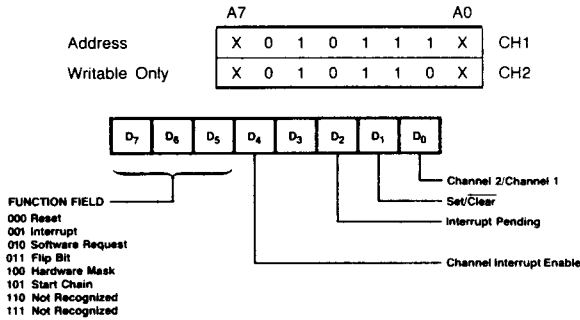 A7 A0
Address X 0 1 0 1 1 1 X CH1
Writable Only X 0 1 0 1 1 0 X CH2
D7 D6 D5 D4 D3 D2 D1 D0
Channel 2/Channel 1
FUNCTION FIELD Set/Clear
000 Reset Interrupt Pending
001 Interrupt
010 Software Request
011 Flip Bit Channel Interrupt Enable
100 Hardware Mask
101 Start Chain
110 Not Recognized
111 Not Recognized